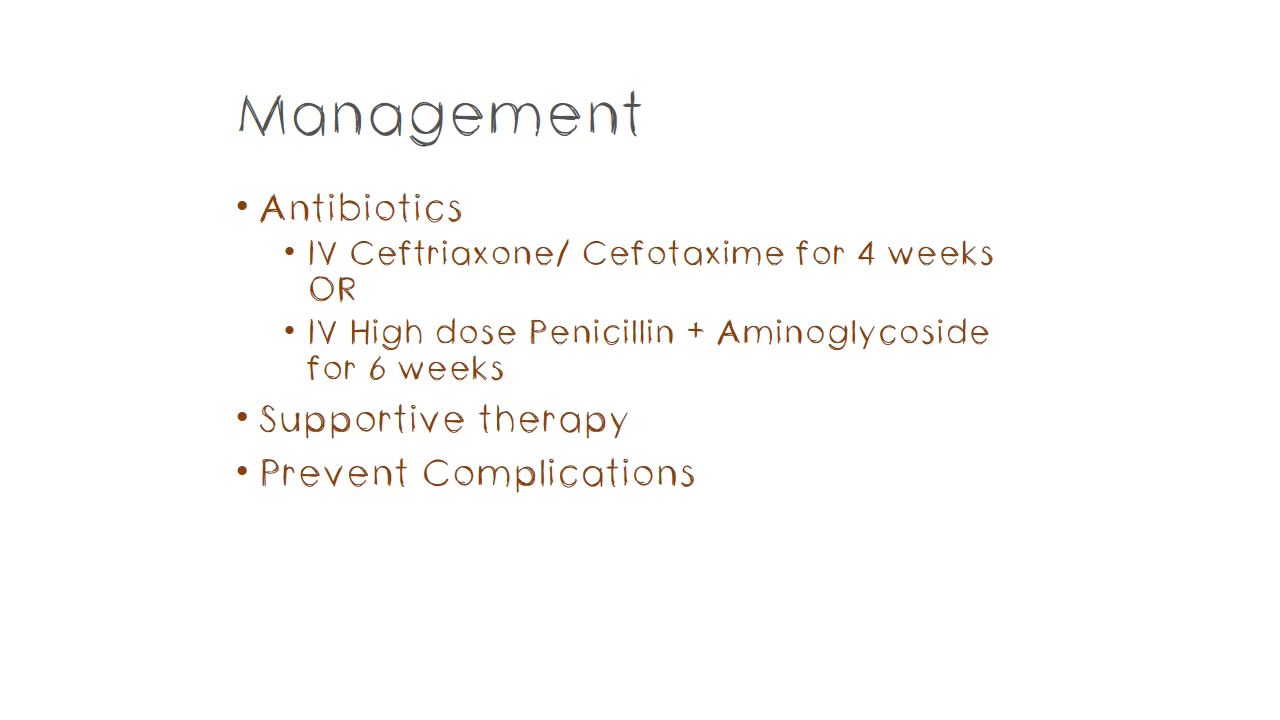 Management
• Antibiotics
• IV Ceftriaxone/ Cefotaxime for 4 weeks
OR
• IV High dose Penicillin + Aminoglycoside
for 6 weeks
• Supportive therapy
• Prevent Complications